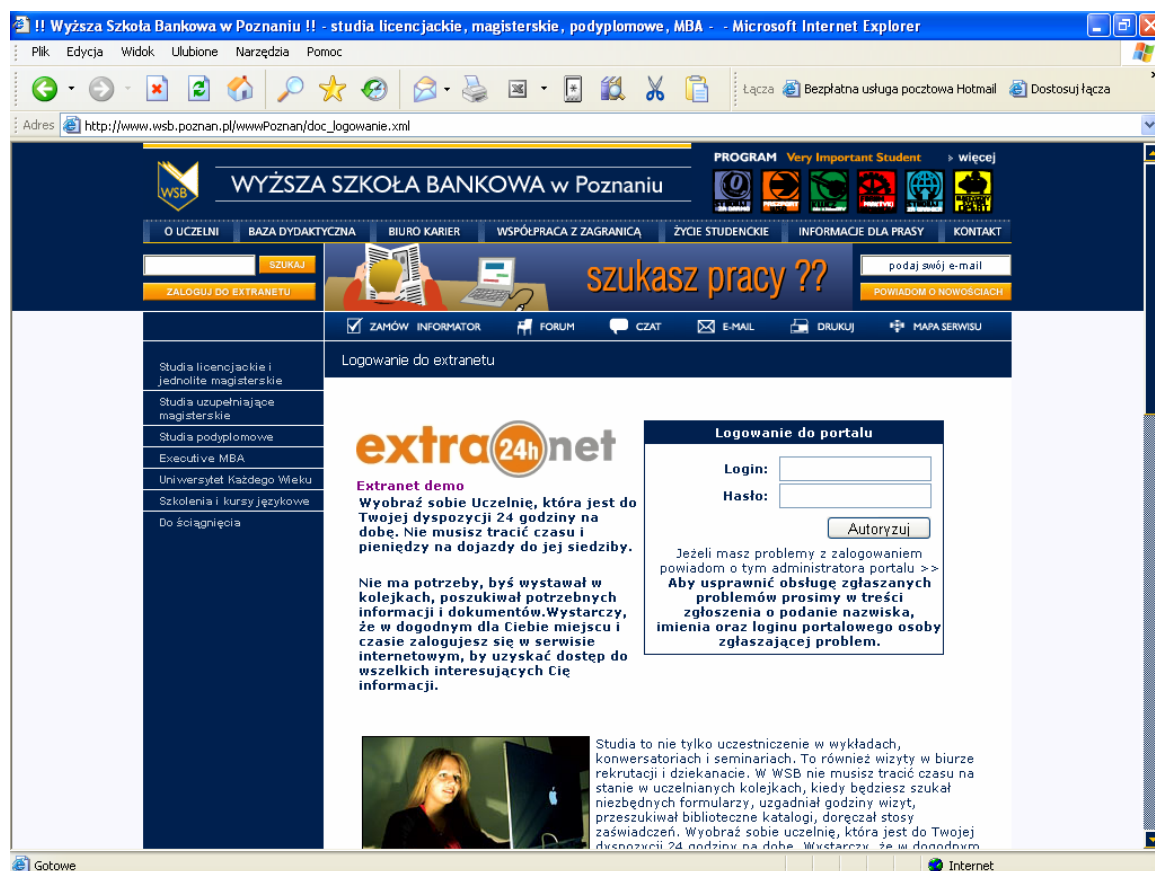 !! Wyższa Szkoła Bankowa w Poznaniu !! - studia licencjackie, magisterskie, podyplomowe, MBA - - Microsoft Internet Explorer
Plik Edycja Widok Ulubione Narzędzia Pomoc
Łącza Bezpłatna usługa pocztowa Hotmail Dostosuj łącza
Adres http://www.wsb.poznan.pl/wwwPoznan/doc_logowanie.xml
PROGRAM Very Important Student więcej
WSB
WYŻSZA SZKOŁA BANKOWA w Poznaniu
O UCZELNI BAZA DYDAKTYCZNA BIURO KARIER WSPÓŁPRACA Z ZAGRANICĄ ŻYCIE STUDENCKIE INFORMACJE DLA PRASY KONTAKT
SZUKAJ
ZALOGUJ DO EXTRANETU
szukasz pracy ??
podaj swój e-mail
POWIADOM O NOWOŚCIACH
ZAMÓW INFORMATOR FORUM CZAT E-MAIL DRUKUJ MAPA SERWISU
Logowanie do extranetu
Studia licencjackie i
jednolite magisterskie
Studia uzupełniające
magisterskie
Studia podyplomowe
Executive MBA
Uniwersytet Każdego Wieku
Szkolenia i kursy językowe
Do ściągnięcia
extra24hnet
Extranet demo
Wyobraź sobie Uczelnię, która jest do
Twojej dyspozycji 24 godziny na
dobę. Nie musisz tracić czasu i
pieniędzy na dojazdy do jej siedziby.
Nie ma potrzeby, byś wystawał w
kolejkach, poszukiwał potrzebnych
informacji i dokumentów.Wystarczy,
że w dogodnym dla Ciebie miejscu i
czasie zalogujesz się w serwisie
internetowym, by uzyskać dostęp do
wszelkich interesujących Cię
informacji.
Logowanie do portalu
Login:
Hasło:
Autoryzuj
Jeżeli masz problemy z zalogowaniem
powiadom o tym administratora portalu >>
Aby usprawnić obsługę zgłaszanych
problemów prosimy w treści
zgłoszenia o podanie nazwiska,
imienia oraz loginu portalowego osoby
zgłaszającej problem.
Studia to nie tylko uczestniczenie w wykładach,
konwersatoriach i seminariach. To również wizyty w biurze
rekrutacji i dziekanacie. W WSB nie musisz tracić czasu na
stanie w uczelnianych kolejkach, kiedy będziesz szukał
niezbędnych formularzy, uzgadniał godziny wizyt,
przeszukiwał biblioteczne katalogi, doręczał stosy
zaświadczeń. Wyobraź sobie uczelnię, która jest do Twojej
dyspozycji 24 godziny na dobę. Wystarczy, że w dogodnym
Gotowe
Internet